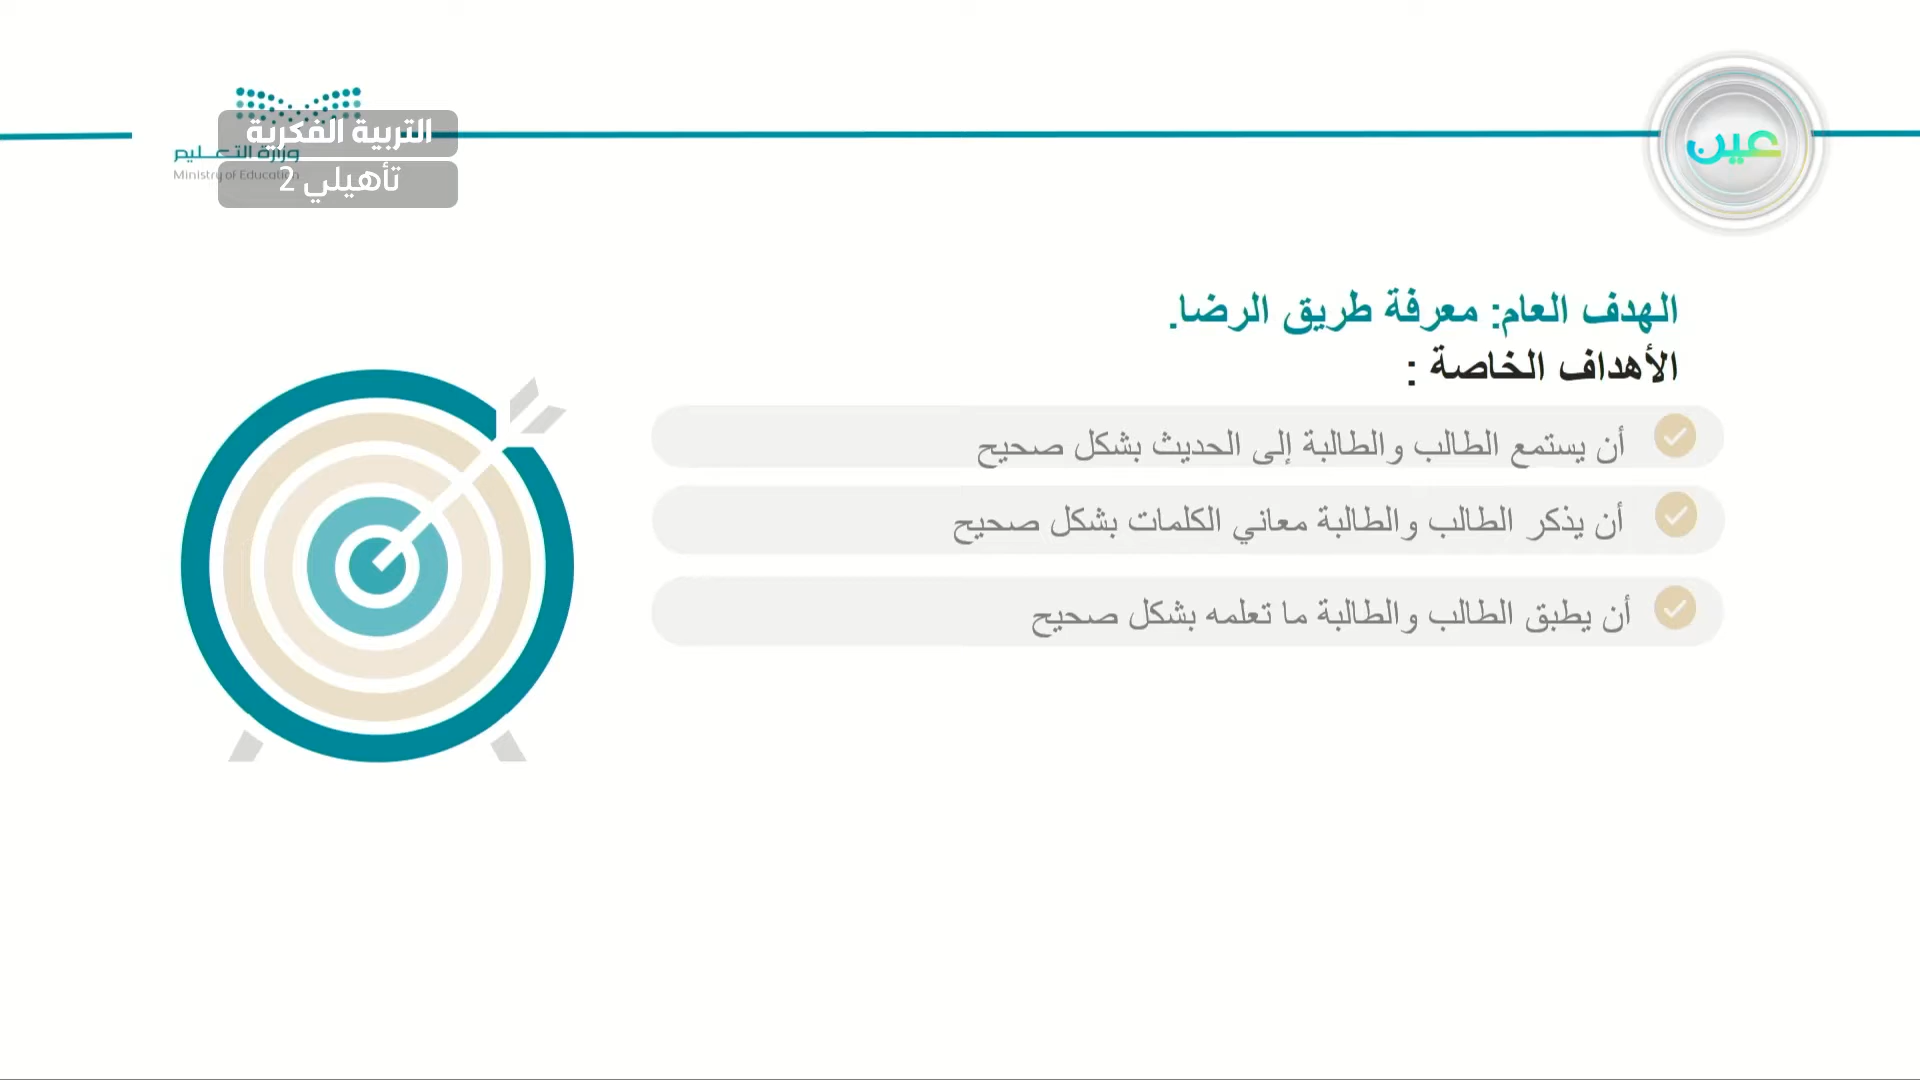 التربية الفكرية
وزارة التعليم
Ministry of Education
تأهيلي 2
عين
الهدف العام: معرفة طريق الرضا.
الأهداف الخاصة :
أن يستمع الطالب والطالبة إلى الحديث بشكل صحيح
أن يذكر الطالب والطالبة معاني الكلمات بشكل صحيح
أن يطبق الطالب والطالبة ما تعلمه بشكل صحيح